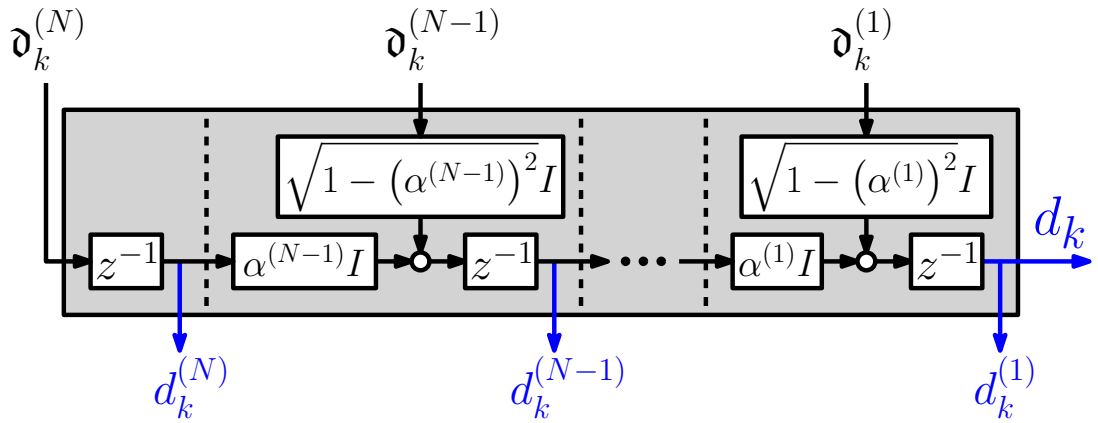 𝔡_k^{(N)} 𝔡_k^{(N−1)} 𝔡_k^{(1)}
√(1 − (α^{(N−1)})^2) I √(1 − (α^{(1)})^2) I
d_k
z^{−1} α^{(N−1)}I z^{−1} ••• α^{(1)}I z^{−1}
d_k^{(N)} d_k^{(N−1)} d_k^{(1)}